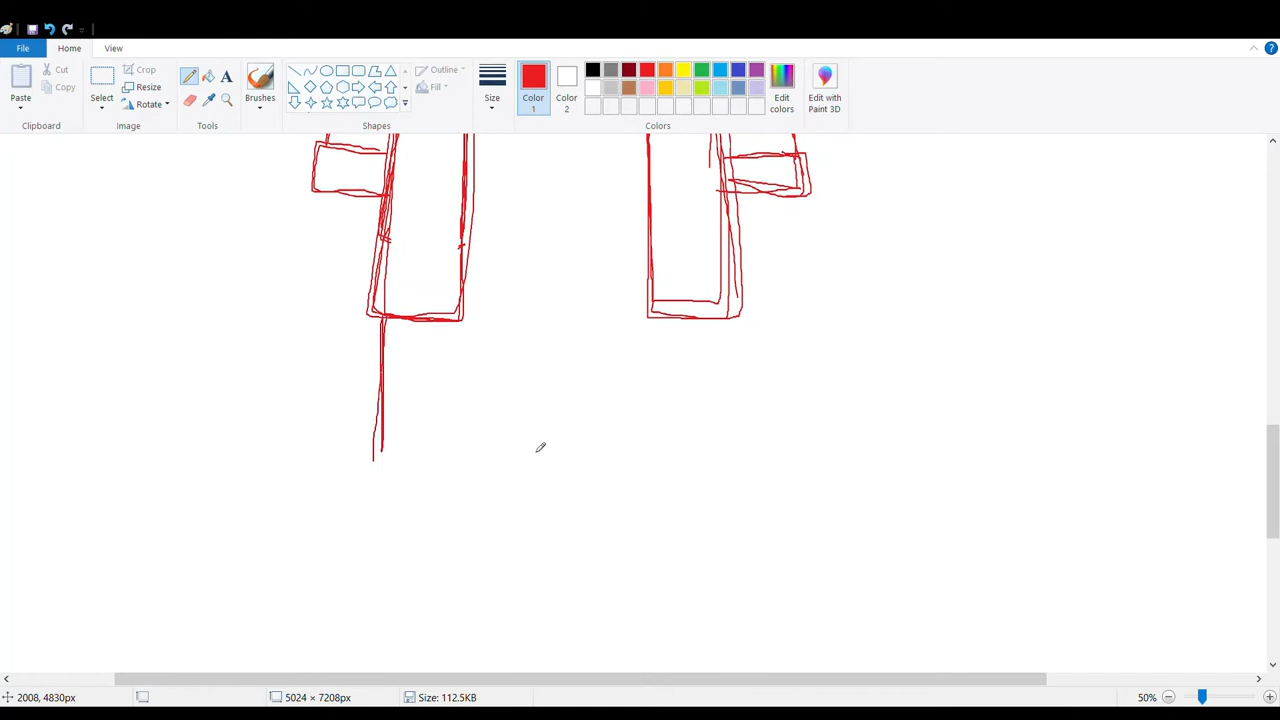 File Home View
Paste Cut Copy Select Crop Resize Rotate A Brushes Outline Fill Size Color 1 Color 2 Edit colors Edit with Paint 3D
Clipboard Image Tools Shapes Colors
2008, 4830px 5024 × 7208px Size: 112.5KB 50%